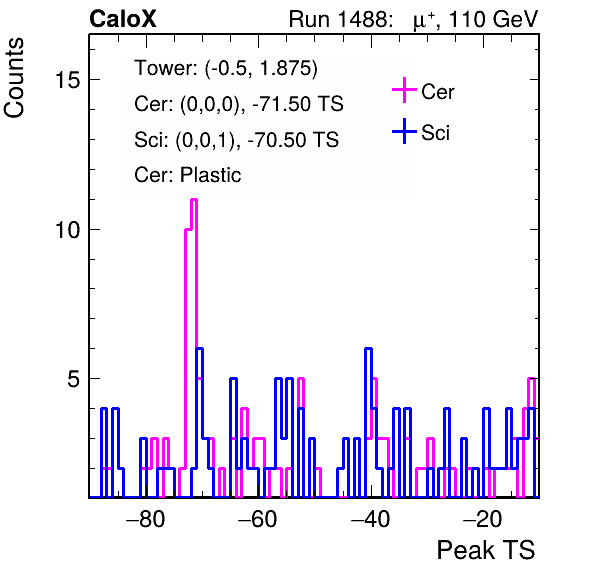 CaloX Run 1488: μ⁺, 110 GeV
Counts
Tower: (-0.5, 1.875)
Cer: (0,0,0), -71.50 TS
Sci: (0,0,1), -70.50 TS
Cer: Plastic
Cer
Sci
15
10
5
−80 −60 −40 −20
Peak TS